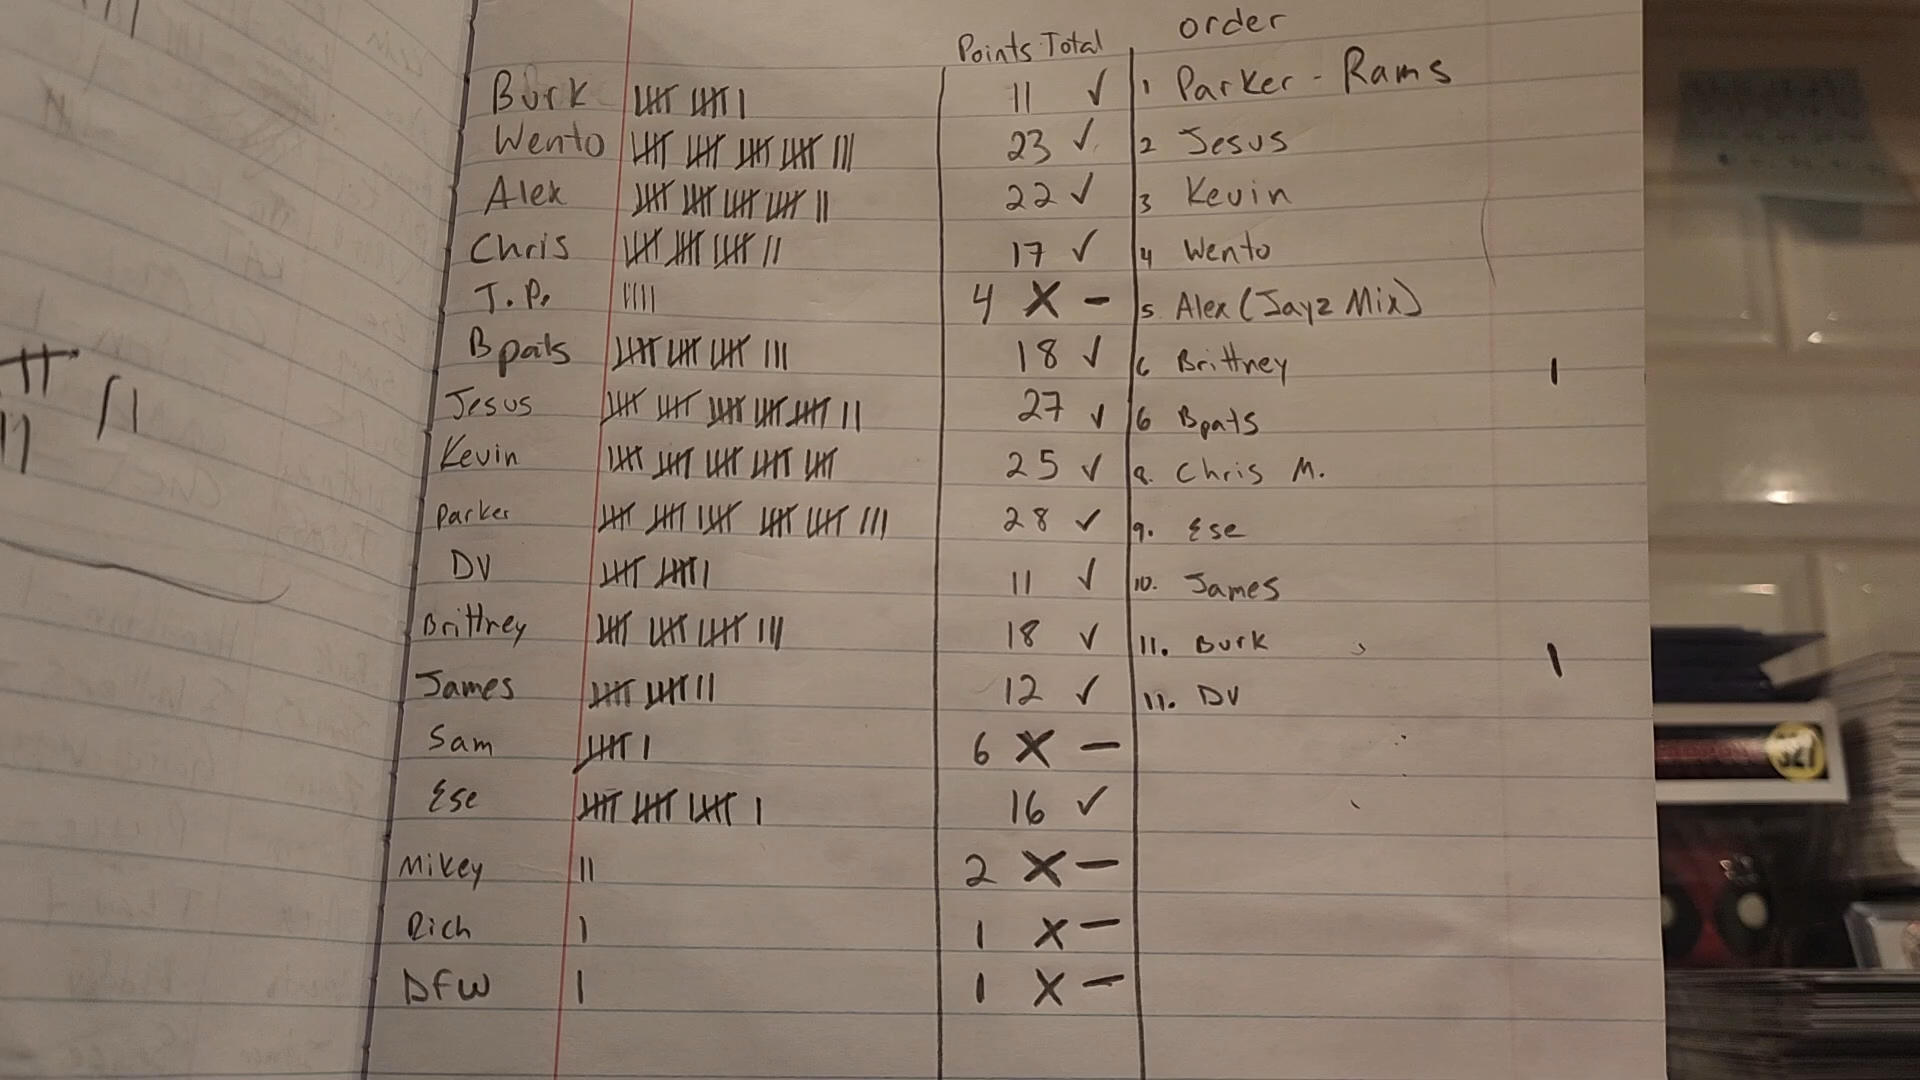 Points Total order
Burk 11 ✓ 1 Parker - Rams
Wento 23 ✓ 2 Jesus
Alex 22 ✓ 3 Kevin
Chris 17 ✓ 4 Wento
J.P. 4 X – 5 Alex (Jayz Mix)
Bpats 18 ✓ 6 Brittney
Jesus 27 ✓ 6 Bpats
Kevin 25 ✓ 8. Chris M.
Parker 28 ✓ 9. Ese
DV 11 ✓ 10. James
Brittney 18 ✓ 11. Burk
James 12 ✓ 11. DV
Sam 6 X –
Ese 16 ✓
Mikey 2 X –
Rich 1 X –
DFW 1 X –